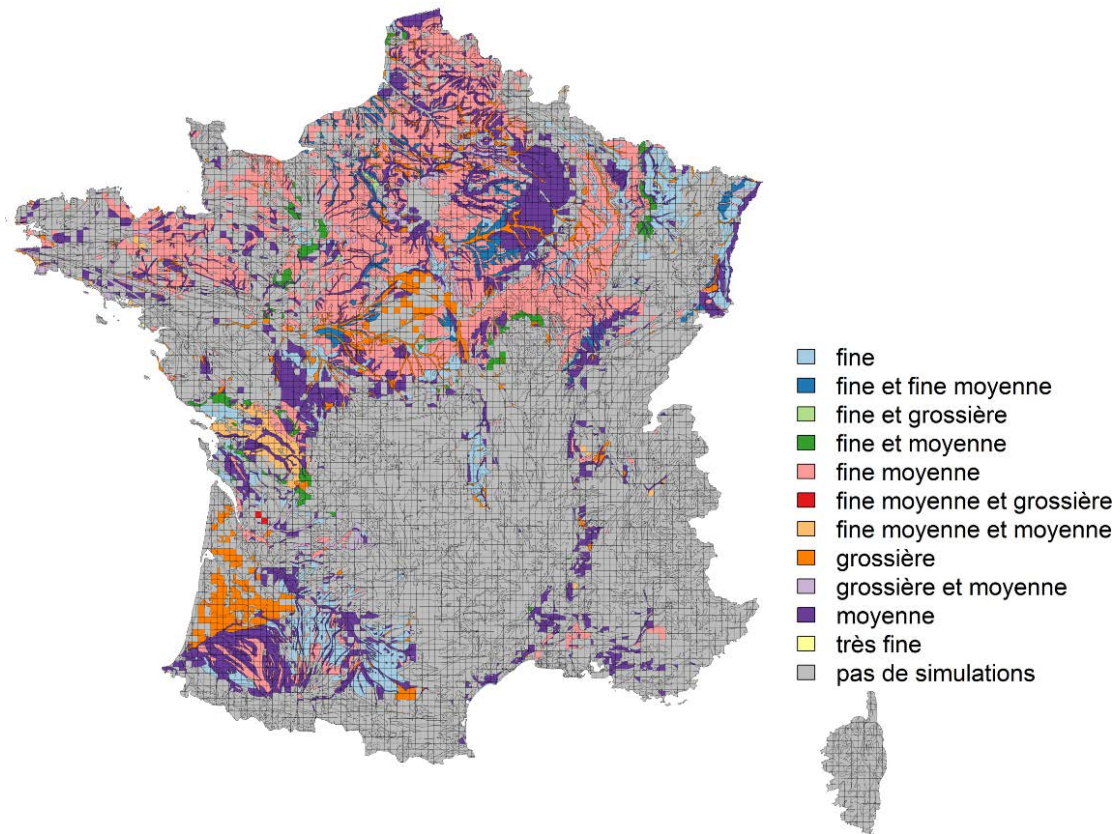 fine
fine et fine moyenne
fine et grossière
fine et moyenne
fine moyenne
fine moyenne et grossière
fine moyenne et moyenne
grossière
grossière et moyenne
moyenne
très fine
pas de simulations